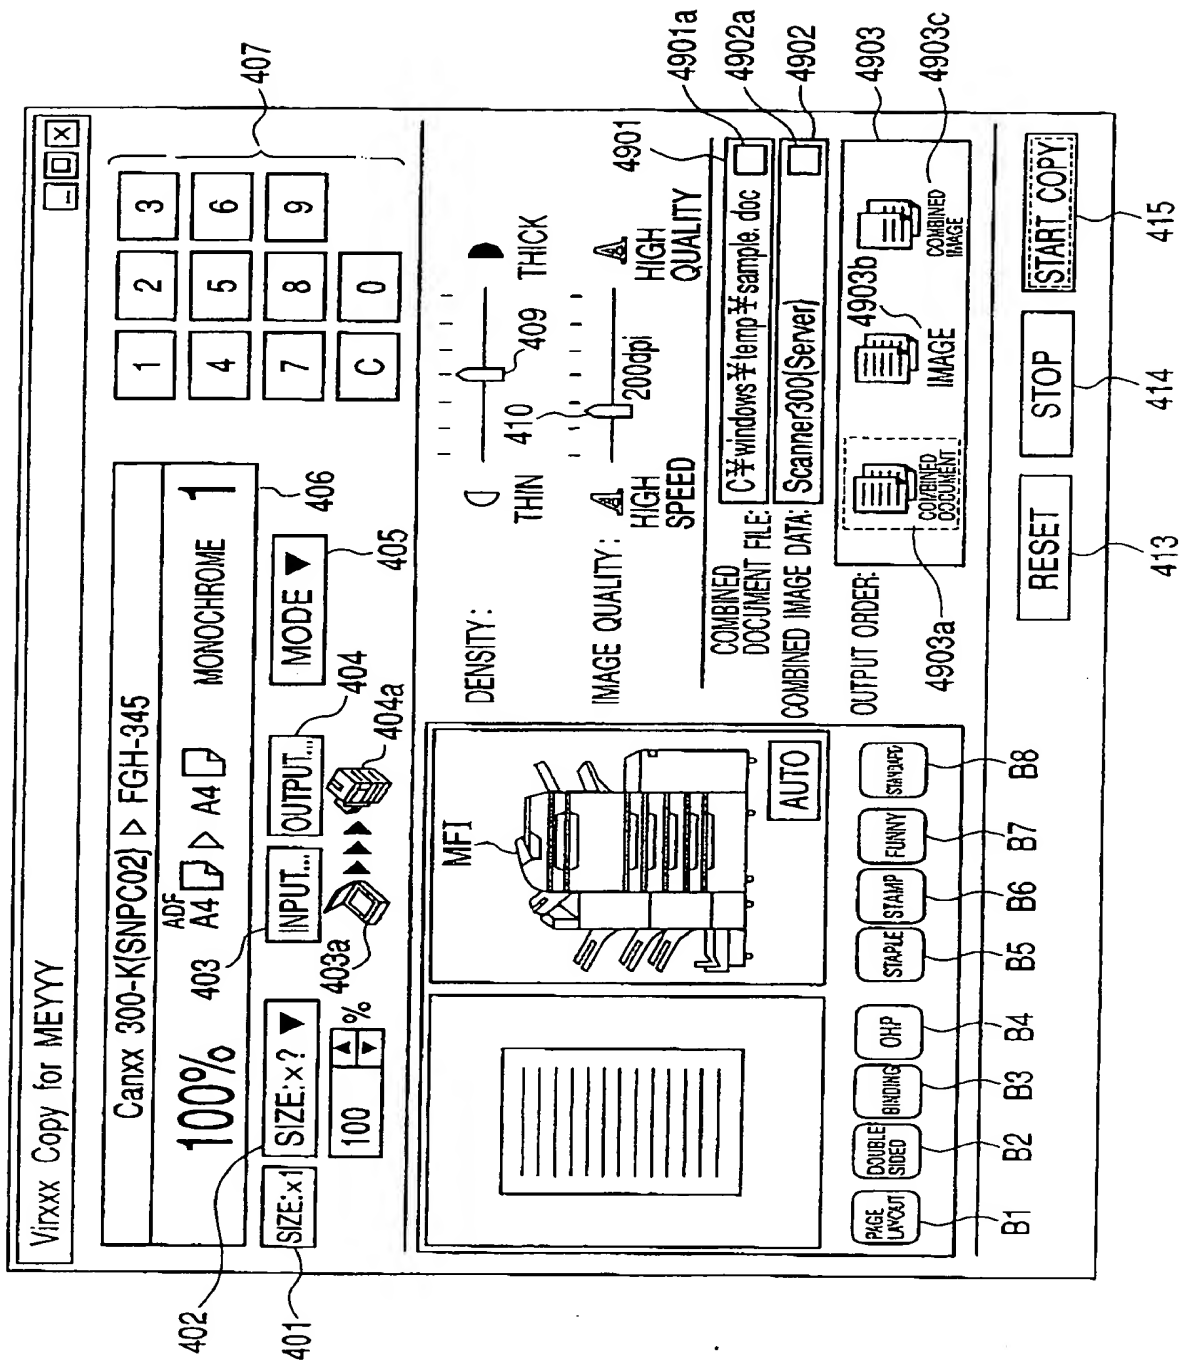 Virxxx Copy for MEYYY
407
Canxx 300-K(SNPC02) ▷ FGH-345
100%
ADF
A4 ▷ A4
MONOCHROME
1
406
1 2 3
4 5 6
7 8 9
C 0
402
401
SIZE:x1
SIZE:x? ▼
100
%
403
INPUT...
403a
OUTPUT...
404
404a
MODE ▼
405
MFI
AUTO
DENSITY:
THIN
THICK
409
IMAGE QUALITY:
410
200dpi
HIGH
SPEED
HIGH
QUALITY
COMBINED
DOCUMENT FILE:
C¥windows¥temp¥sample.doc
4901
4901a
COMBINED IMAGE DATA:
Scanner300(Server)
4902a
4902
OUTPUT ORDER:
COMBINED
DOCUMENT
IMAGE
COMBINED
IMAGE
4903a
4903b
4903
4903c
PAGE
LAYOUT
DOUBLE
SIDED
BINDING
OHP
STAPLE
STAMP
FUNNY
STANDARD
B1 B2 B3 B4 B5 B6 B7 B8
RESET
STOP
START COPY
413
414
415